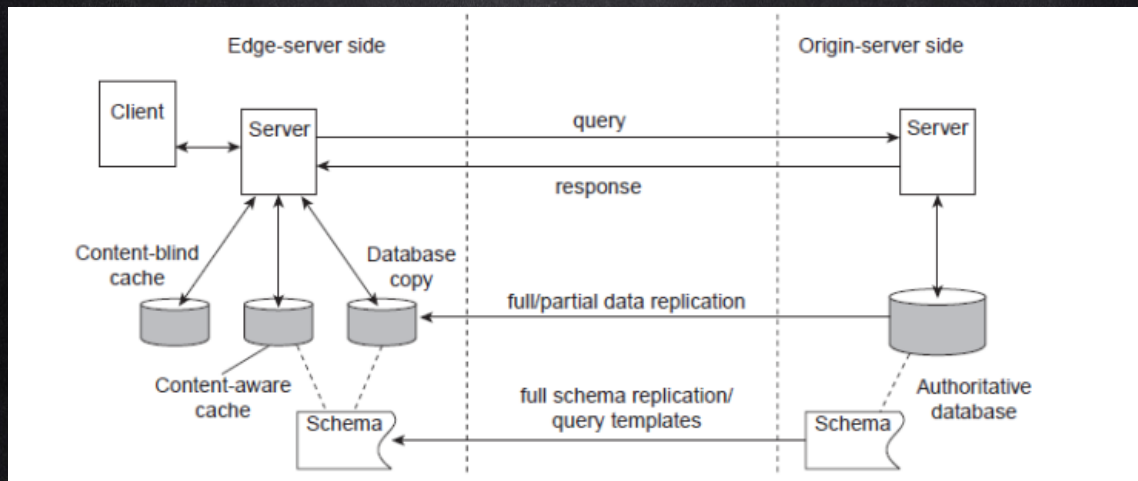 Edge-server side
Origin-server side
Client
Server
query
Server
response
Content-blind
cache
Database
copy
full/partial data replication
Content-aware
cache
full schema replication/
query templates
Authoritative
database
Schema
Schema